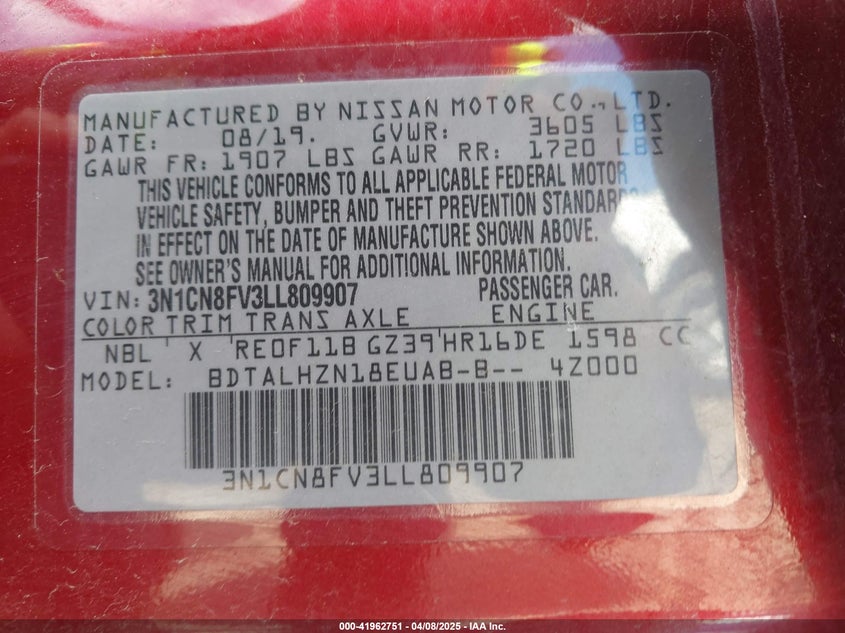 MANUFACTURED BY NISSAN MOTOR CO., LTD.
DATE: 08/19. GVWR: 3605 LBS
GAWR FR: 1907 LBS GAWR RR: 1720 LBS
THIS VEHICLE CONFORMS TO ALL APPLICABLE FEDERAL MOTOR
VEHICLE SAFETY, BUMPER AND THEFT PREVENTION STANDARDS
IN EFFECT ON THE DATE OF MANUFACTURE SHOWN ABOVE.
SEE OWNER'S MANUAL FOR ADDITIONAL INFORMATION.
VIN: 3N1CN8FV3LL809907 PASSENGER CAR.
COLOR TRIM TRANS AXLE ENGINE
NBL X RE0F11B GZ39 HR16DE 1598 CC
MODEL: BDTALHZN18EUAB-B-- 4Z000
3N1CN8FV3LL809907
000-41962751 | 04/08/2025 - IAA Inc.